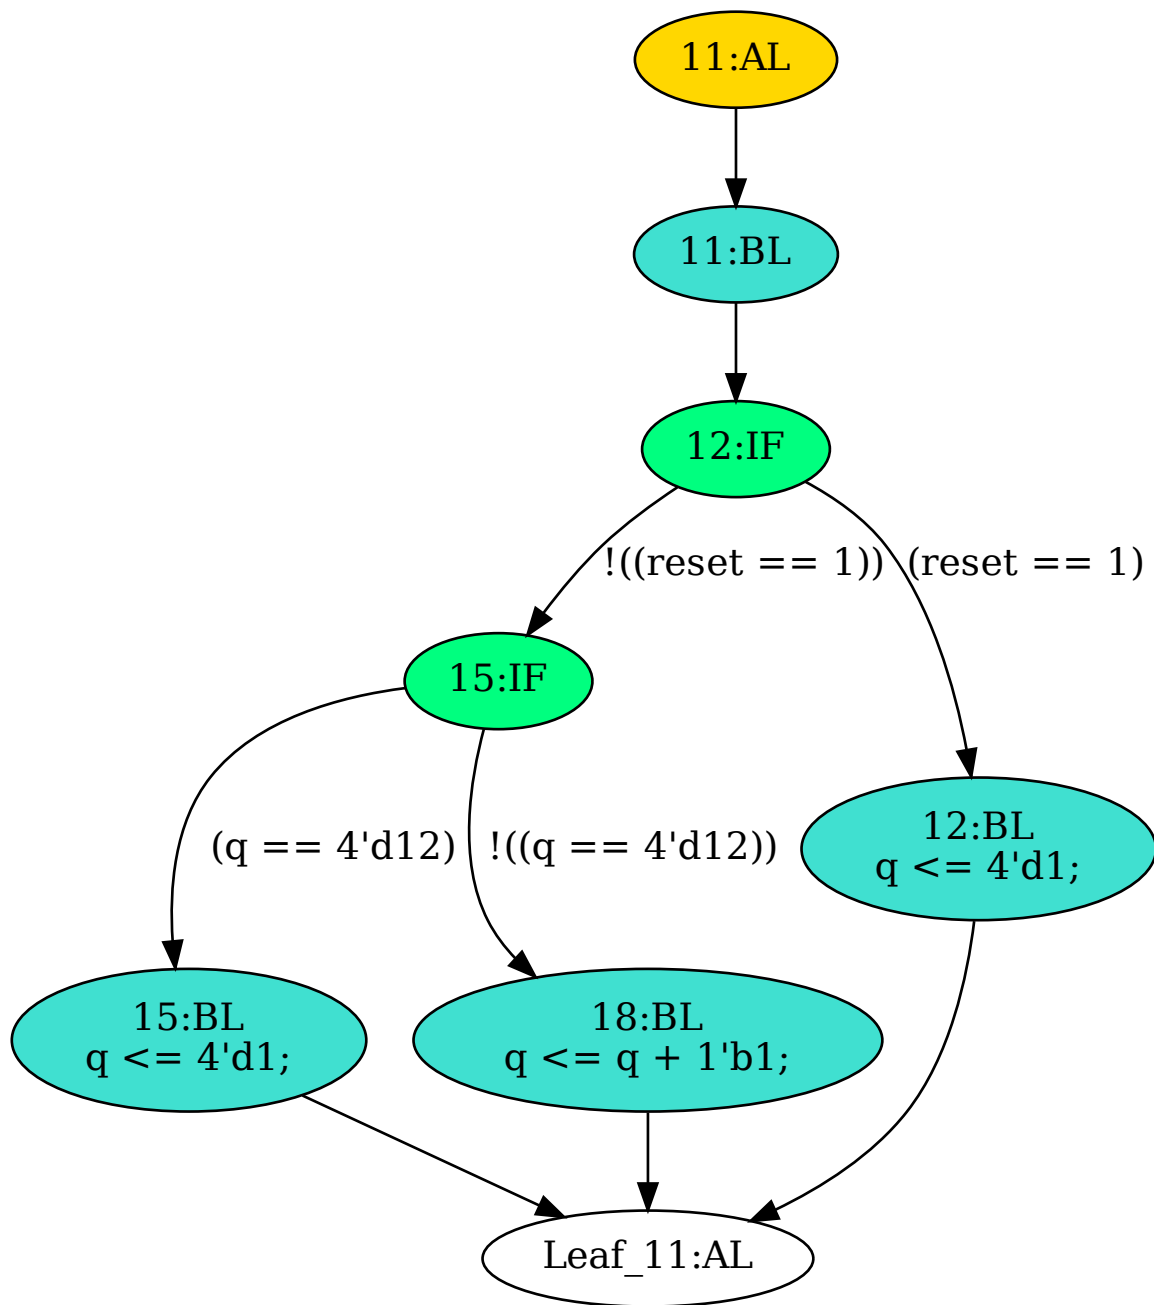 11:AL
11:BL
12:IF
!((reset == 1))
(reset == 1)
15:IF
(q == 4'd12)
!((q == 4'd12))
12:BL
q <= 4'd1;
15:BL
q <= 4'd1;
18:BL
q <= q + 1'b1;
Leaf_11:AL